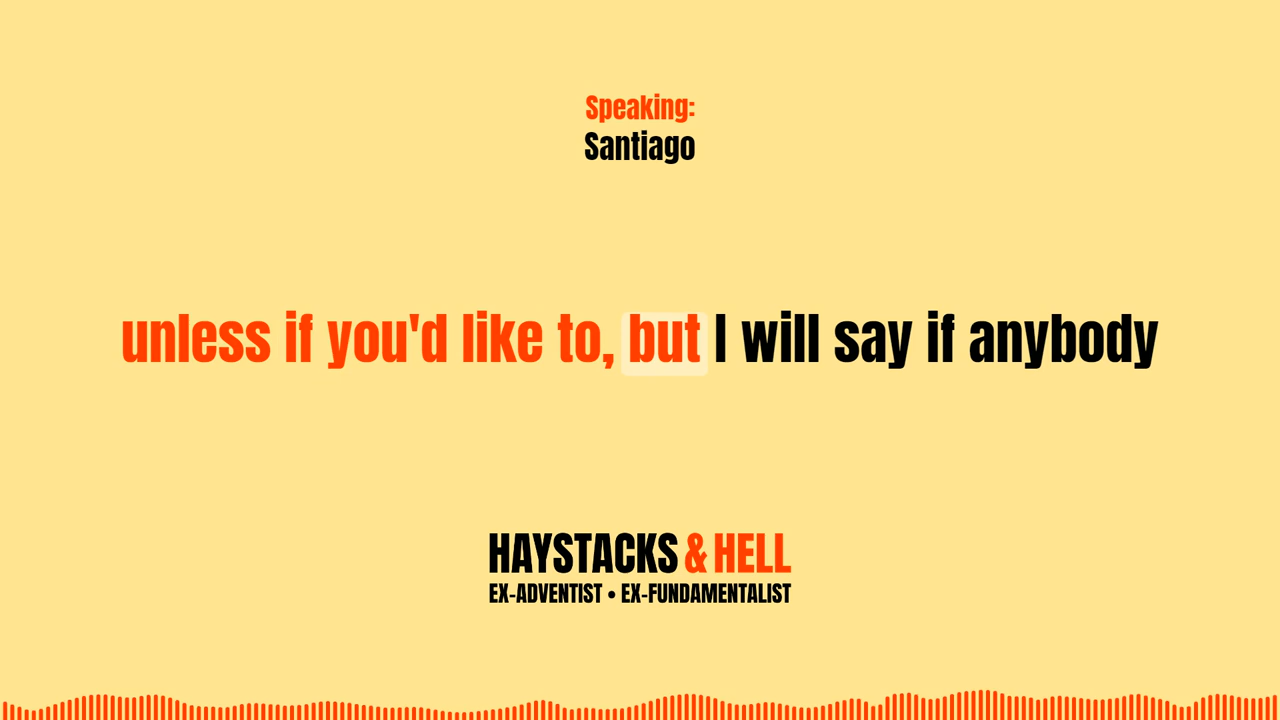 Speaking:
Santiago
unless if you'd like to, but I will say if anybody
HAYSTACKS & HELL
EX-ADVENTIST • EX-FUNDAMENTALIST